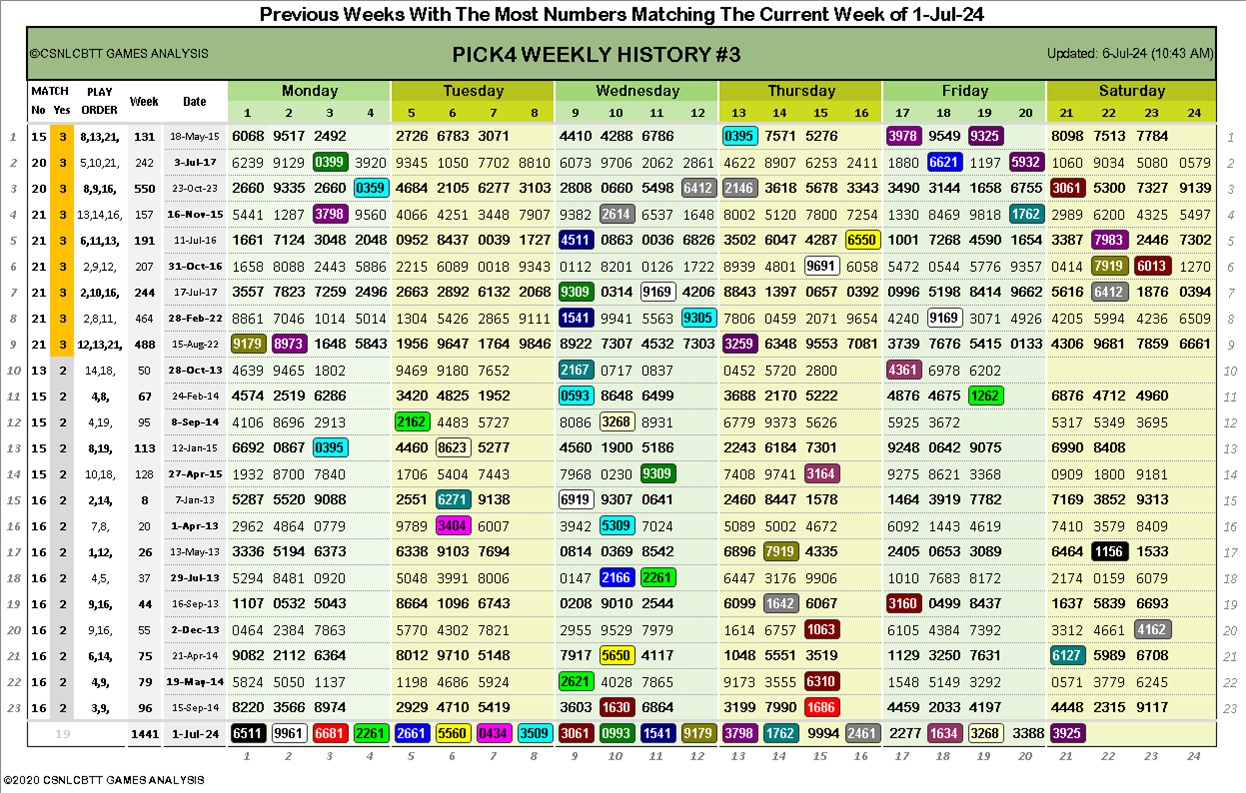 Previous Weeks With The Most Numbers Matching The Current Week of 1-Jul-24
©CSNLCBTT GAMES ANALYSIS PICK4 WEEKLY HISTORY #3 Updated: 6-Jul-24 (10:43 AM)
MATCH PLAY Week Date Monday Tuesday Wednesday Thursday Friday Saturday
No Yes ORDER 1 2 3 4 5 6 7 8 9 10 11 12 13 14 15 16 17 18 19 20 21 22 23 24
1 15 3 8,13,21, 131 18-May-15 6068 9517 2492 2726 6783 3071 4410 4288 6786 0395 7571 5276 3978 9549 9325 8098 7513 7784 1
2 20 3 5,10,21, 242 3-Jul-17 6239 9129 0399 3920 9345 1050 7702 8810 6073 9706 2062 2861 4622 8907 6253 2411 1880 6621 1197 5932 1060 9034 5080 0579 2
3 20 3 8,9,16, 550 23-Oct-23 2660 9335 2660 0359 4684 2105 6277 3103 2808 0660 5498 6412 2146 3618 5678 3343 3490 3144 1658 6755 3061 5300 7327 9139 3
4 21 3 13,14,16, 157 16-Nov-15 5441 1287 3798 9560 4066 4251 3448 7907 9382 2614 6537 1648 8002 5120 7800 7254 1330 8469 9818 1762 2989 6200 4325 5497 4
5 21 3 6,11,13, 191 11-Jul-16 1661 7124 3048 2048 0952 8437 0039 1727 4511 0863 0036 6826 3502 6047 4287 6550 1001 7268 4590 1654 3387 7983 2446 7302 5
6 21 3 2,9,12, 207 31-Oct-16 1658 8088 2443 5886 2215 6089 0018 9343 0112 8201 0126 1722 8939 4801 9691 6058 5472 0544 5776 9357 0414 7919 6013 1270 6
7 21 3 2,10,16, 244 17-Jul-17 3557 7823 7259 2496 2663 2892 6132 2068 9309 0314 9169 4206 8843 1397 0657 0392 0996 5198 8414 9662 5616 6412 1876 0394 7
8 21 3 2,8,11, 464 28-Feb-22 8861 7046 1014 5014 1304 5426 2865 9111 1541 9941 5563 9305 7806 0459 2071 9654 4240 9169 3071 4926 4205 5994 4236 6509 8
9 21 3 12,13,21, 488 15-Aug-22 9179 8973 1648 5843 1956 9647 1764 9846 8922 7307 4532 7303 3259 6348 9553 7081 3739 7676 5415 0133 4306 9681 7859 6661 9
10 13 2 14,18, 50 28-Oct-13 4639 9465 1802 9469 9180 7652 2167 0717 0837 0452 5720 2800 4361 6978 6202 10
11 15 2 4,8, 67 24-Feb-14 4574 2519 6286 3420 4825 1952 0593 8648 6499 3688 2170 5222 4876 4675 1262 6876 4712 4960 11
12 15 2 4,19, 95 8-Sep-14 4106 8696 2913 2162 4483 5727 8086 3268 8931 6779 9373 5626 5925 3672 5317 5349 3695 12
13 15 2 8,19, 113 12-Jan-15 6692 0867 0395 4460 8623 5277 4560 1900 5186 2243 6184 7301 9248 0642 9075 6990 8408 13
14 15 2 10,18, 128 27-Apr-15 1932 8700 7840 1706 5404 7443 7968 0230 9309 7408 9741 3164 9275 8621 3368 0909 1800 9181 14
15 16 2 2,14, 8 7-Jan-13 5287 5520 9088 2551 6271 9138 6919 9307 0641 2460 8447 1578 1464 3919 7782 7169 3852 9313 15
16 16 2 7,8, 20 1-Apr-13 2962 4864 0779 9789 3404 6007 3942 5309 7024 5089 5002 4672 6092 1443 4619 7410 3579 8409 16
17 16 2 1,12, 26 13-May-13 3336 5194 6373 6338 9103 7694 0814 0369 8542 6896 7919 4335 2405 0653 3089 6464 1156 1533 17
18 16 2 4,5, 37 29-Jul-13 5294 8481 0920 5048 3991 8006 0147 2166 2261 6447 3176 9906 1010 7683 8172 2174 0159 6079 18
19 16 2 9,16, 44 16-Sep-13 1107 0532 5043 8664 1096 6743 0208 9010 2544 6099 1642 6067 3160 0499 8437 1637 5839 6693 19
20 16 2 9,16, 55 2-Dec-13 0464 2384 7863 5770 4302 7821 2955 9529 7979 1614 6757 1063 6105 4384 7392 3312 4661 4162 20
21 16 2 6,14, 75 21-Apr-14 9082 2112 6364 6012 9710 5148 7917 5650 4117 1048 5551 3519 1129 3250 7631 6127 5989 6708 21
22 16 2 4,9, 79 19-May-14 5824 5050 1137 1198 4686 5924 2621 4028 7865 9173 3555 6310 1548 5149 3292 0571 3779 6245 22
23 16 2 3,9, 96 15-Sep-14 8220 3566 8974 2929 4710 5419 3603 1630 6864 3199 7990 1686 4459 2033 4197 4448 2315 9117 23
19 1441 1-Jul-24 6511 9961 6681 2261 2661 5560 0434 3509 3061 0993 1541 9179 3798 1762 9994 2461 2277 1634 3268 3388 3925
1 2 3 4 5 6 7 8 9 10 11 12 13 14 15 16 17 18 19 20 21 22 23 24
©2020 CSNLCBTT GAMES ANALYSIS